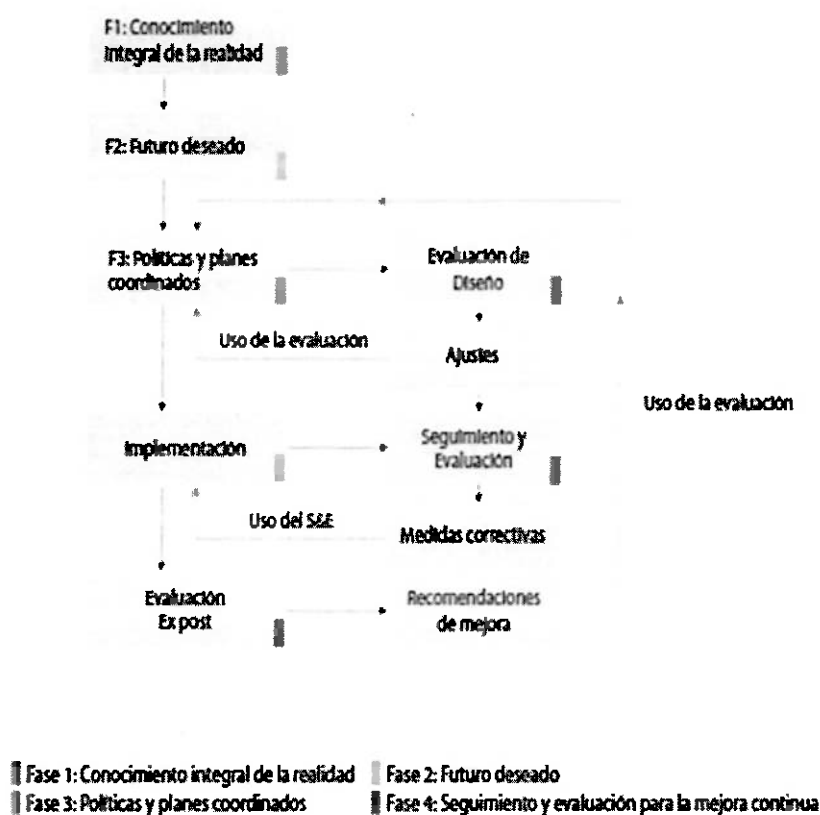 F1: Conocimiento
Integral de la realidad
F2: Futuro deseado
F3: Políticas y planes
coordinados
Evaluación de
Diseño
Uso de la evaluación
Ajustes
Uso de la evaluación
Implementación
Seguimiento y
Evaluación
Uso del S&E
Medidas correctivas
Evaluación
Ex post
Recomendaciones
de mejora
Fase 1: Conocimiento integral de la realidad
Fase 2: Futuro deseado
Fase 3: Políticas y planes coordinados
Fase 4: Seguimiento y evaluación para la mejora continua